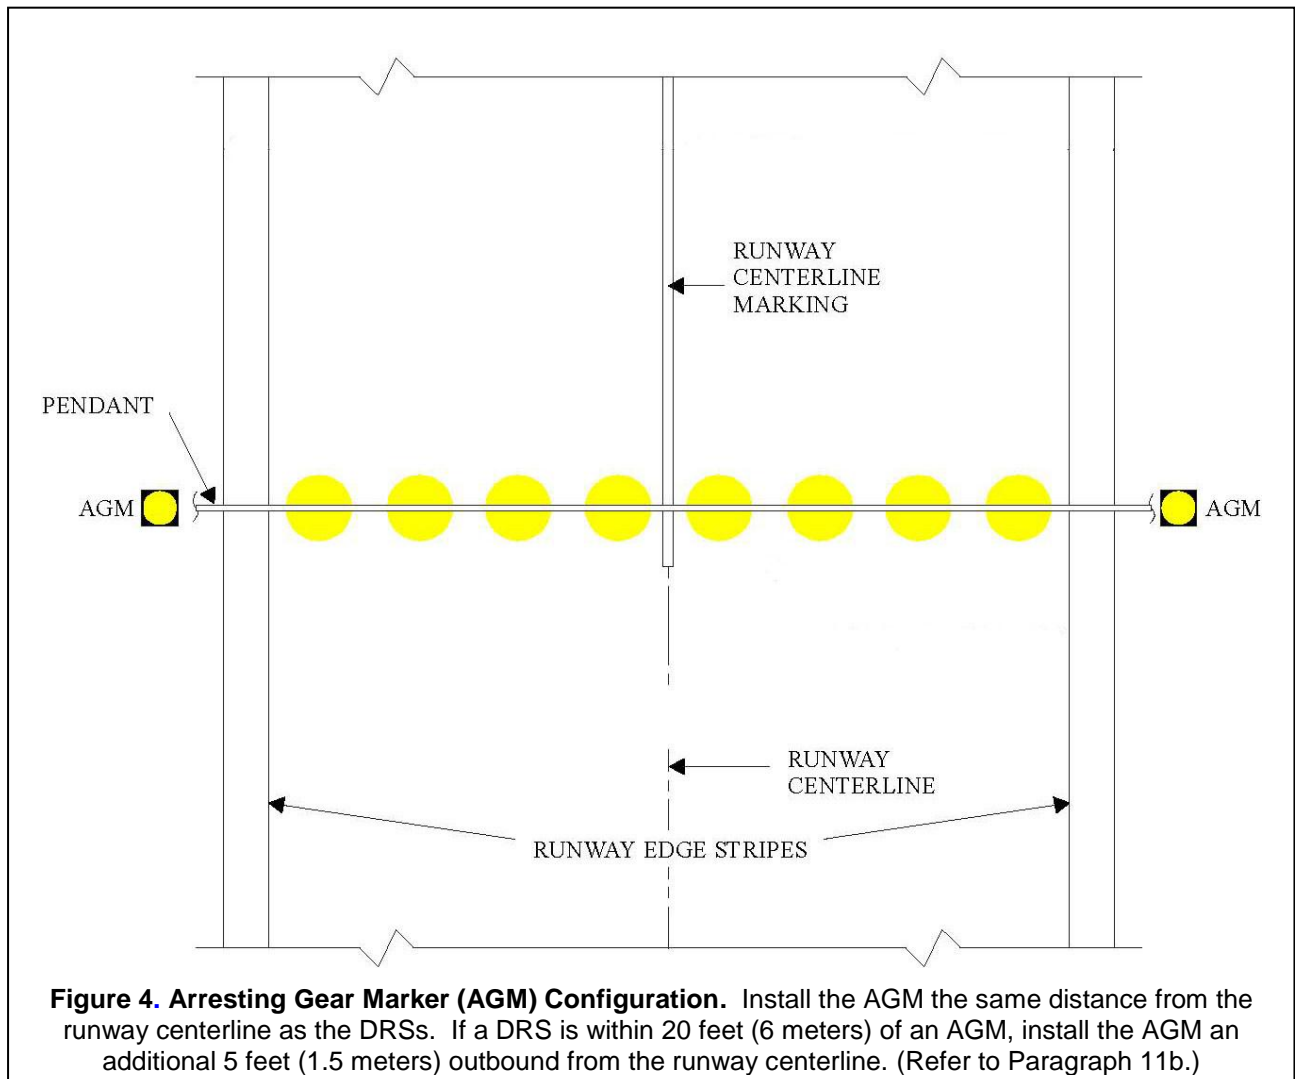 RUNWAY
CENTERLINE
MARKING
PENDANT
AGM
AGM
RUNWAY
CENTERLINE
RUNWAY EDGE STRIPES
Figure 4. Arresting Gear Marker (AGM) Configuration. Install the AGM the same distance from the
runway centerline as the DRSs. If a DRS is within 20 feet (6 meters) of an AGM, install the AGM an
additional 5 feet (1.5 meters) outbound from the runway centerline. (Refer to Paragraph 11b.)